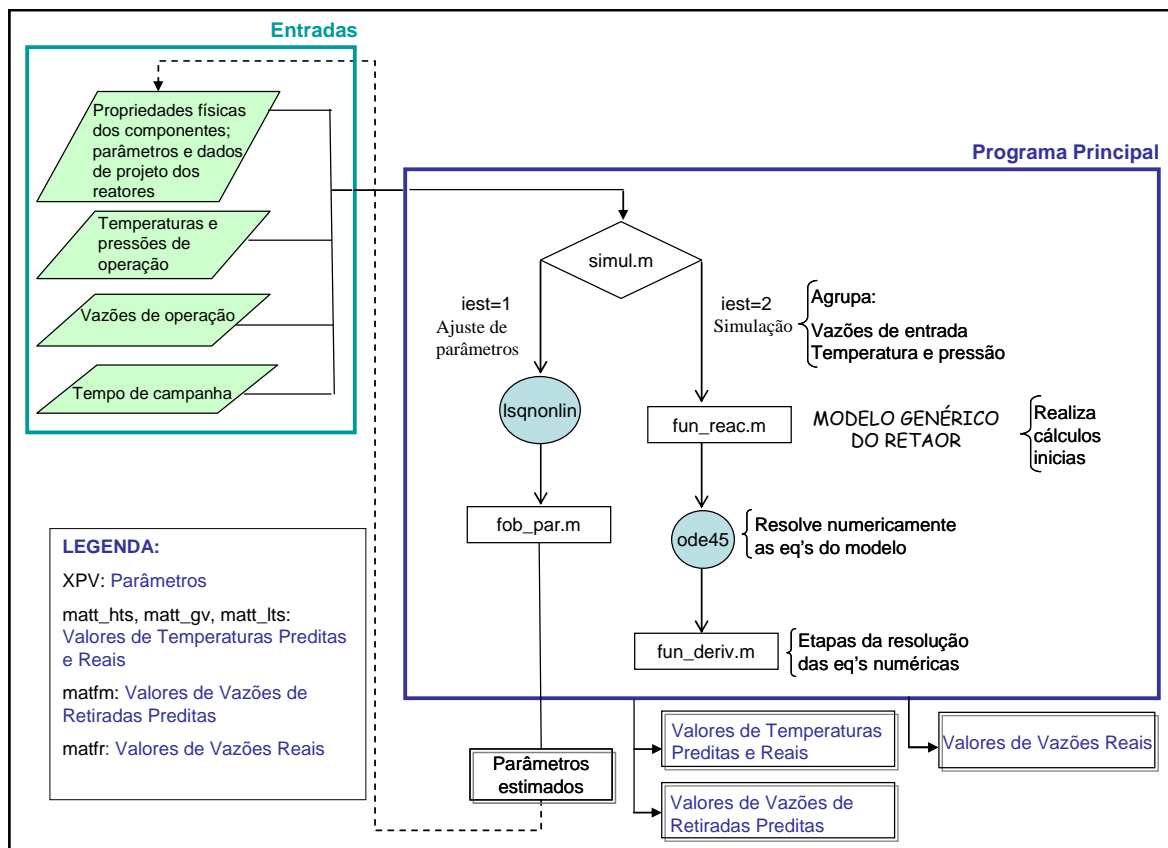 Entradas
Propriedades físicas
dos componentes;
parâmetros e dados
de projeto dos
reatores
Temperaturas e
pressões de
operação
Vazões de operação
Tempo de campanha
Programa Principal
simul.m
iest=1
Ajuste de
parâmetros
iest=2
Simulação
Agrupa:
Vazões de entrada
Temperatura e pressão
lsqnonlin
fun_reac.m
MODELO GENÉRICO
DO RETAOR
Realiza
cálculos
inicias
fob_par.m
ode45
Resolve numericamente
as eq's do modelo
fun_deriv.m
Etapas da resolução
das eq's numéricas
LEGENDA:
XPV: Parâmetros
matt_hts, matt_gv, matt_lts:
Valores de Temperaturas Preditas
e Reais
matfm: Valores de Vazões de
Retiradas Preditas
matfr: Valores de Vazões Reais
Parâmetros
estimados
Valores de Temperaturas
Preditas e Reais
Valores de Vazões de
Retiradas Preditas
Valores de Vazões Reais